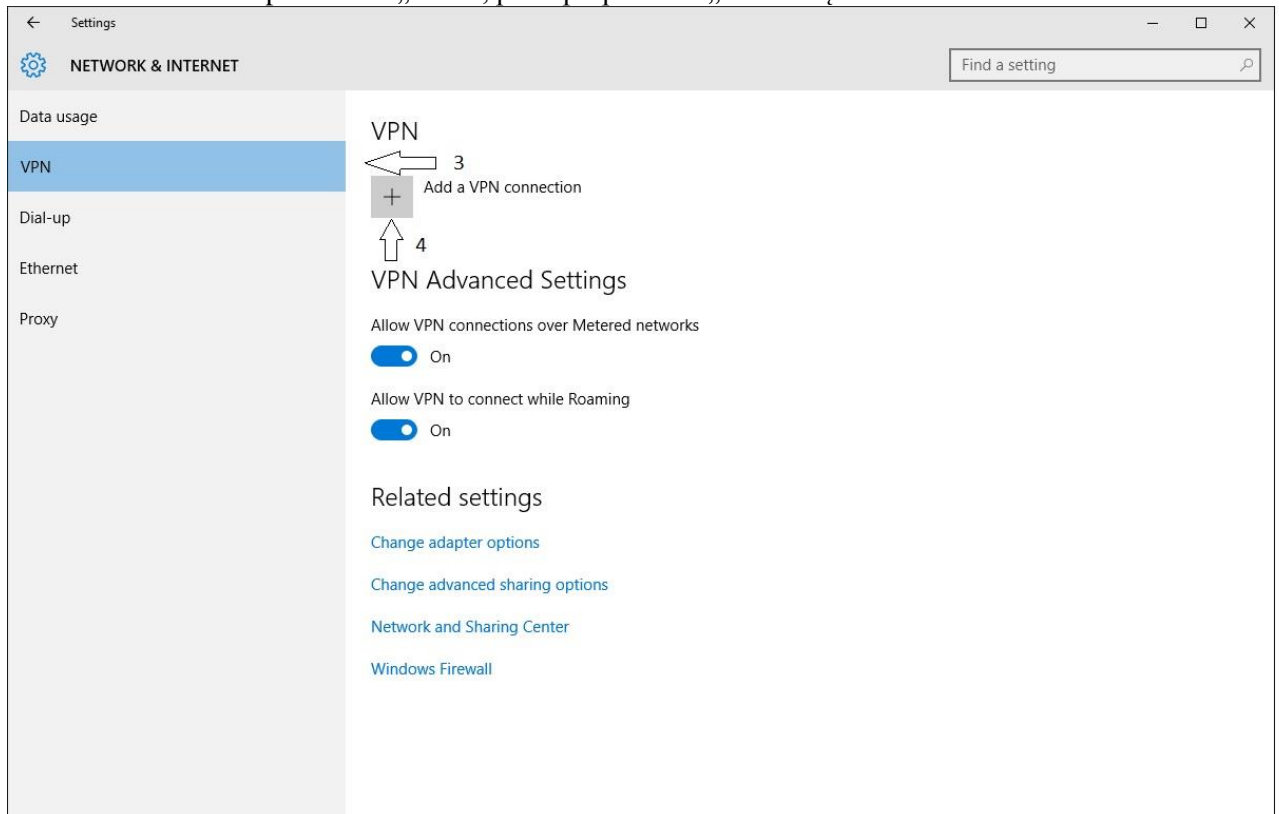 Settings
NETWORK & INTERNET
Find a setting
Data usage
VPN
Dial-up
Ethernet
Proxy
VPN
3
Add a VPN connection
4
VPN Advanced Settings
Allow VPN connections over Metered networks
On
Allow VPN to connect while Roaming
On
Related settings
Change adapter options
Change advanced sharing options
Network and Sharing Center
Windows Firewall